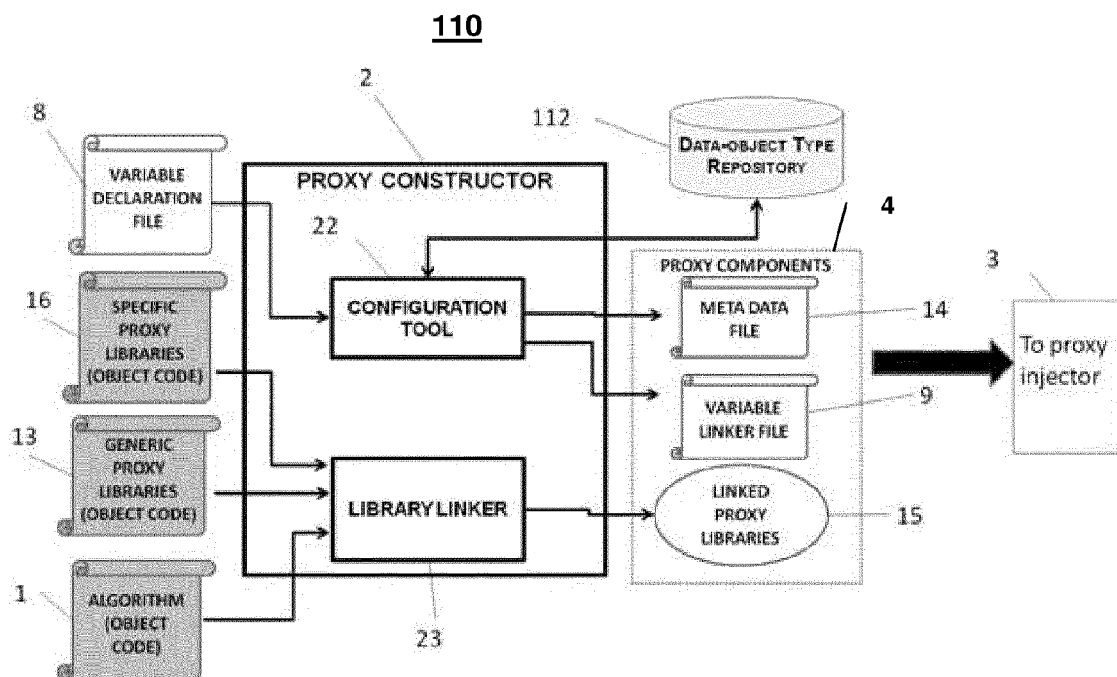 110
2
8
112
DATA-OBJECT TYPE
REPOSITORY
VARIABLE
DECLARATION
FILE
PROXY CONSTRUCTOR
4
22
PROXY COMPONENTS
3
16
SPECIFIC
PROXY
LIBRARIES
(OBJECT CODE)
CONFIGURATION
TOOL
META DATA
FILE
14
To proxy
injector
13
GENERIC
PROXY
LIBRARIES
(OBJECT CODE)
VARIABLE
LINKER FILE
9
LIBRARY LINKER
LINKED
PROXY
LIBRARIES
15
1
ALGORITHM
(OBJECT
CODE)
23